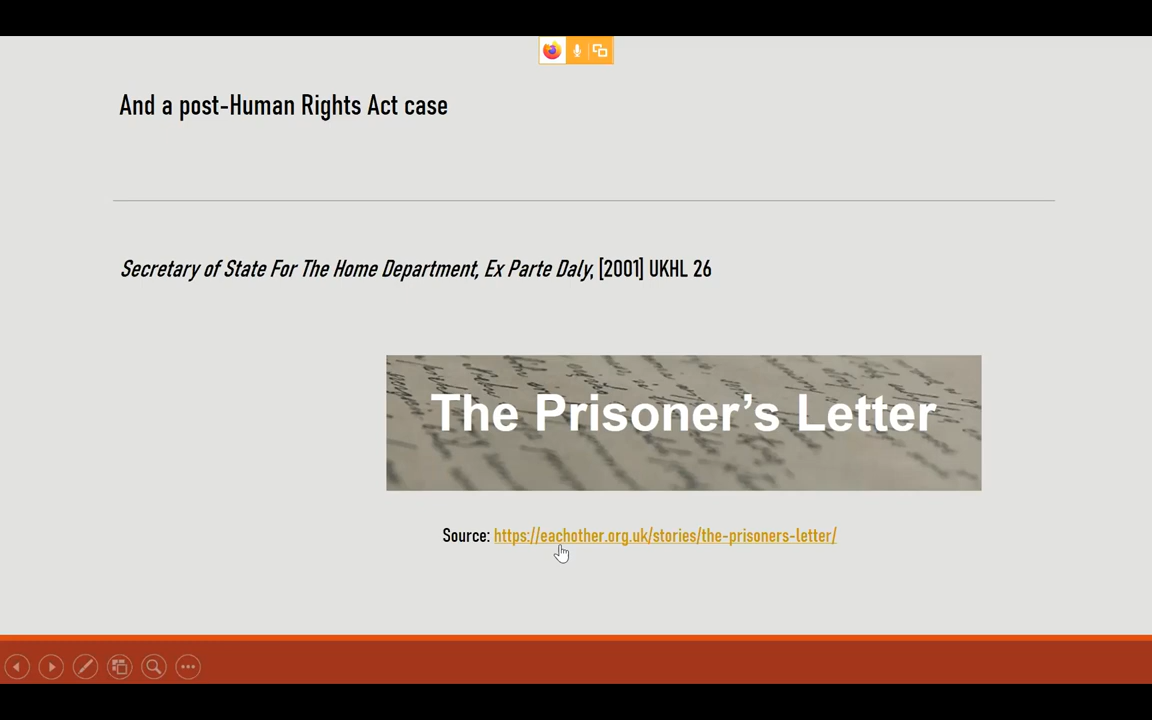 And a post-Human Rights Act case
Secretary of State For The Home Department, Ex Parte Daly, [2001] UKHL 26
The Prisoner’s Letter
Source: https://eachother.org.uk/stories/the-prisoners-letter/